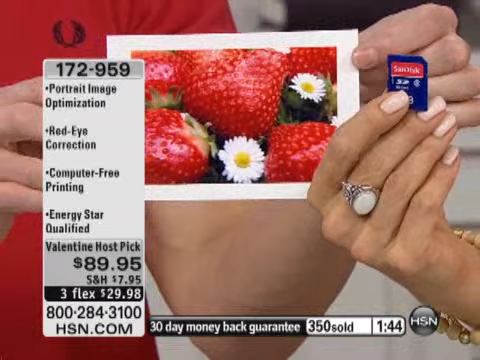 172-959
•Portrait Image
Optimization
•Red-Eye
Correction
•Computer-Free
Printing
•Energy Star
Qualified
Valentine Host Pick
$89.95
S&H $7.95
3 flex $29.98
800·284·3100
HSN.COM
SanDisk
30 day money back guarantee
350sold
1:44
HSN